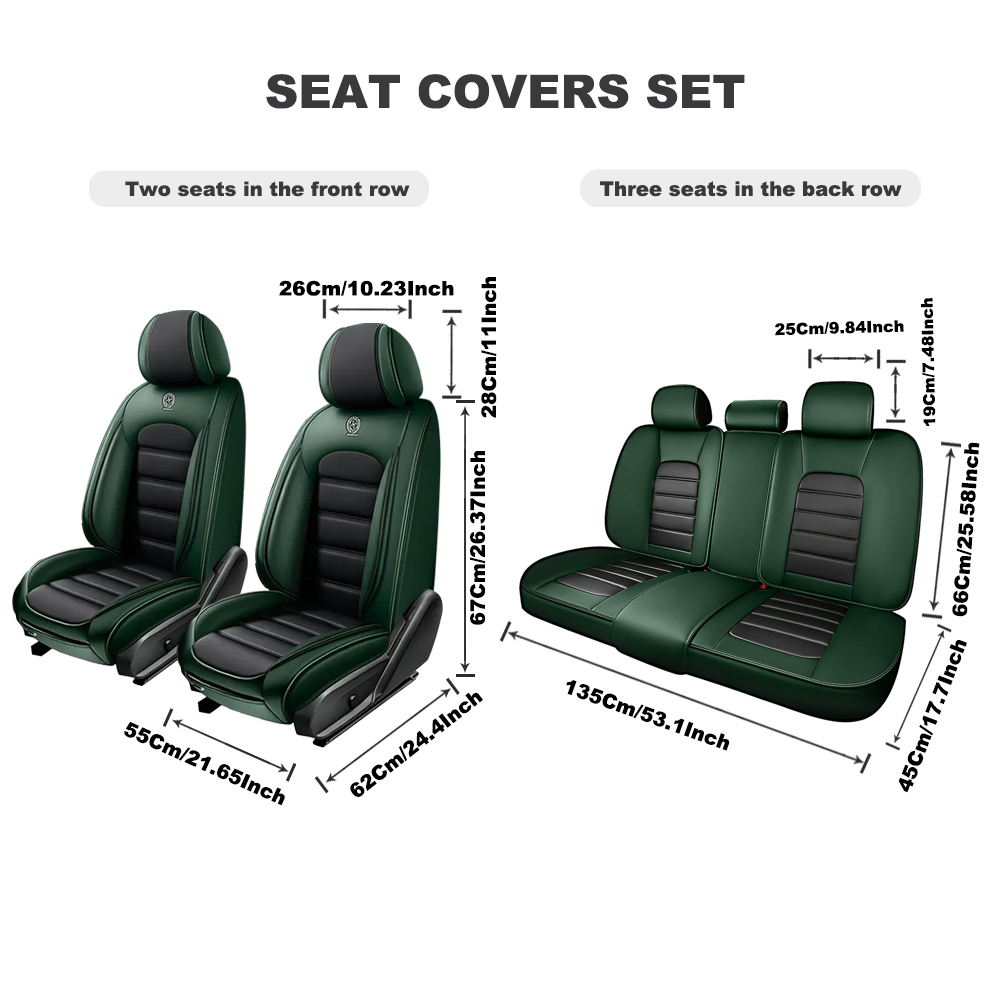 SEAT COVERS SET
Two seats in the front row
Three seats in the back row
26Cm/10.23Inch
28Cm/11Inch
67Cm/26.37Inch
55Cm/21.65Inch
62Cm/24.4Inch
25Cm/9.84Inch
19Cm/7.48Inch
66Cm/25.58Inch
135Cm/53.1Inch
45Cm/17.7Inch